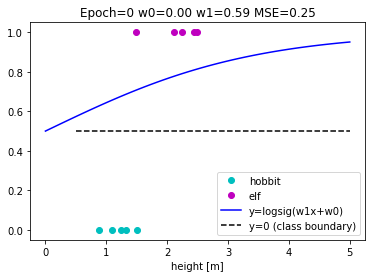 Epoch=0 w0=0.00 w1=0.59 MSE=0.25
1.0
0.8
0.6
0.4
0.2
0.0
hobbit
elf
y=logsig(w1x+w0)
y=0 (class boundary)
0 1 2 3 4 5
height [m]